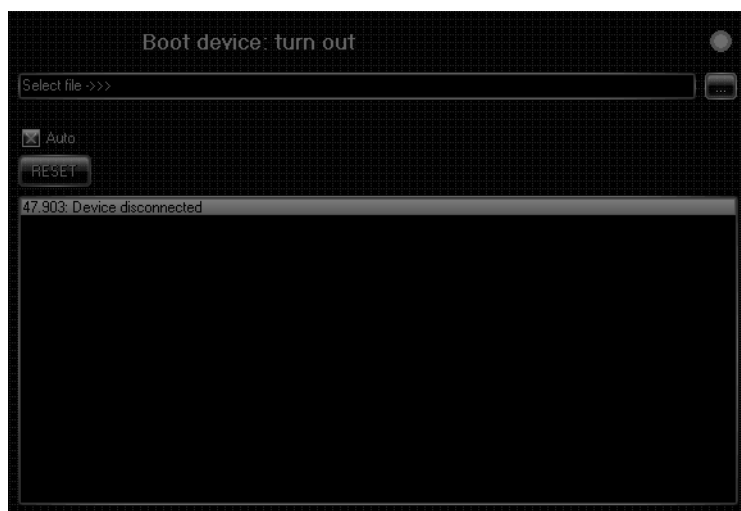 Boot device: turn out
Select file ->>>
...
Auto
RESET
47.903: Device disconnected